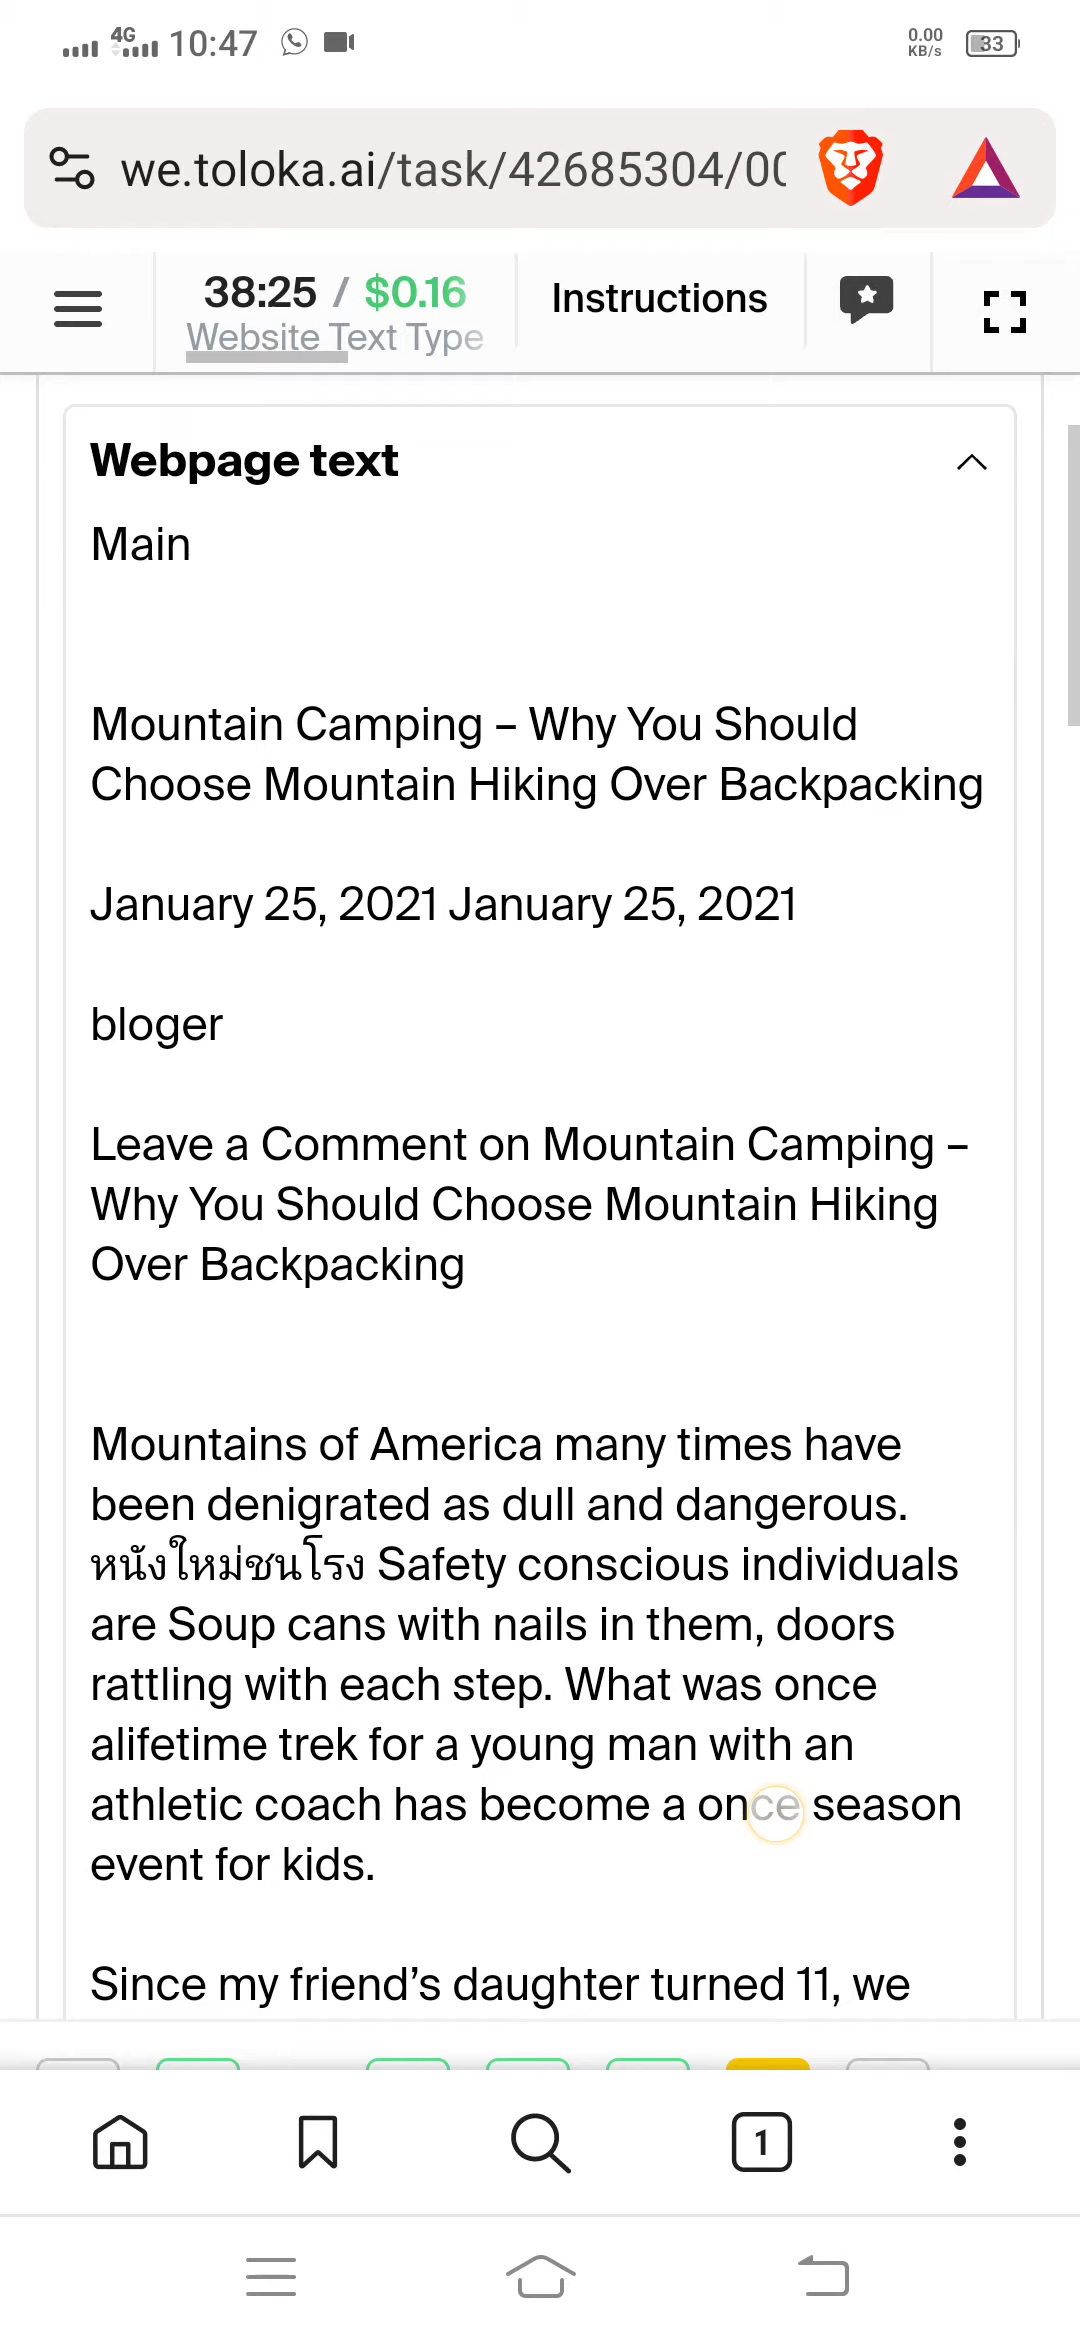 4G 10:47 0.00 KB/s 33
we.toloka.ai/task/42685304/00
38:25 / $0.16 Instructions
Website Text Type
Webpage text
Main
Mountain Camping – Why You Should
Choose Mountain Hiking Over Backpacking
January 25, 2021 January 25, 2021
bloger
Leave a Comment on Mountain Camping –
Why You Should Choose Mountain Hiking
Over Backpacking
Mountains of America many times have
been denigrated as dull and dangerous.
หนังใหม่ชนโรง Safety conscious individuals
are Soup cans with nails in them, doors
rattling with each step. What was once
alifetime trek for a young man with an
athletic coach has become a once season
event for kids.
Since my friend’s daughter turned 11, we
1